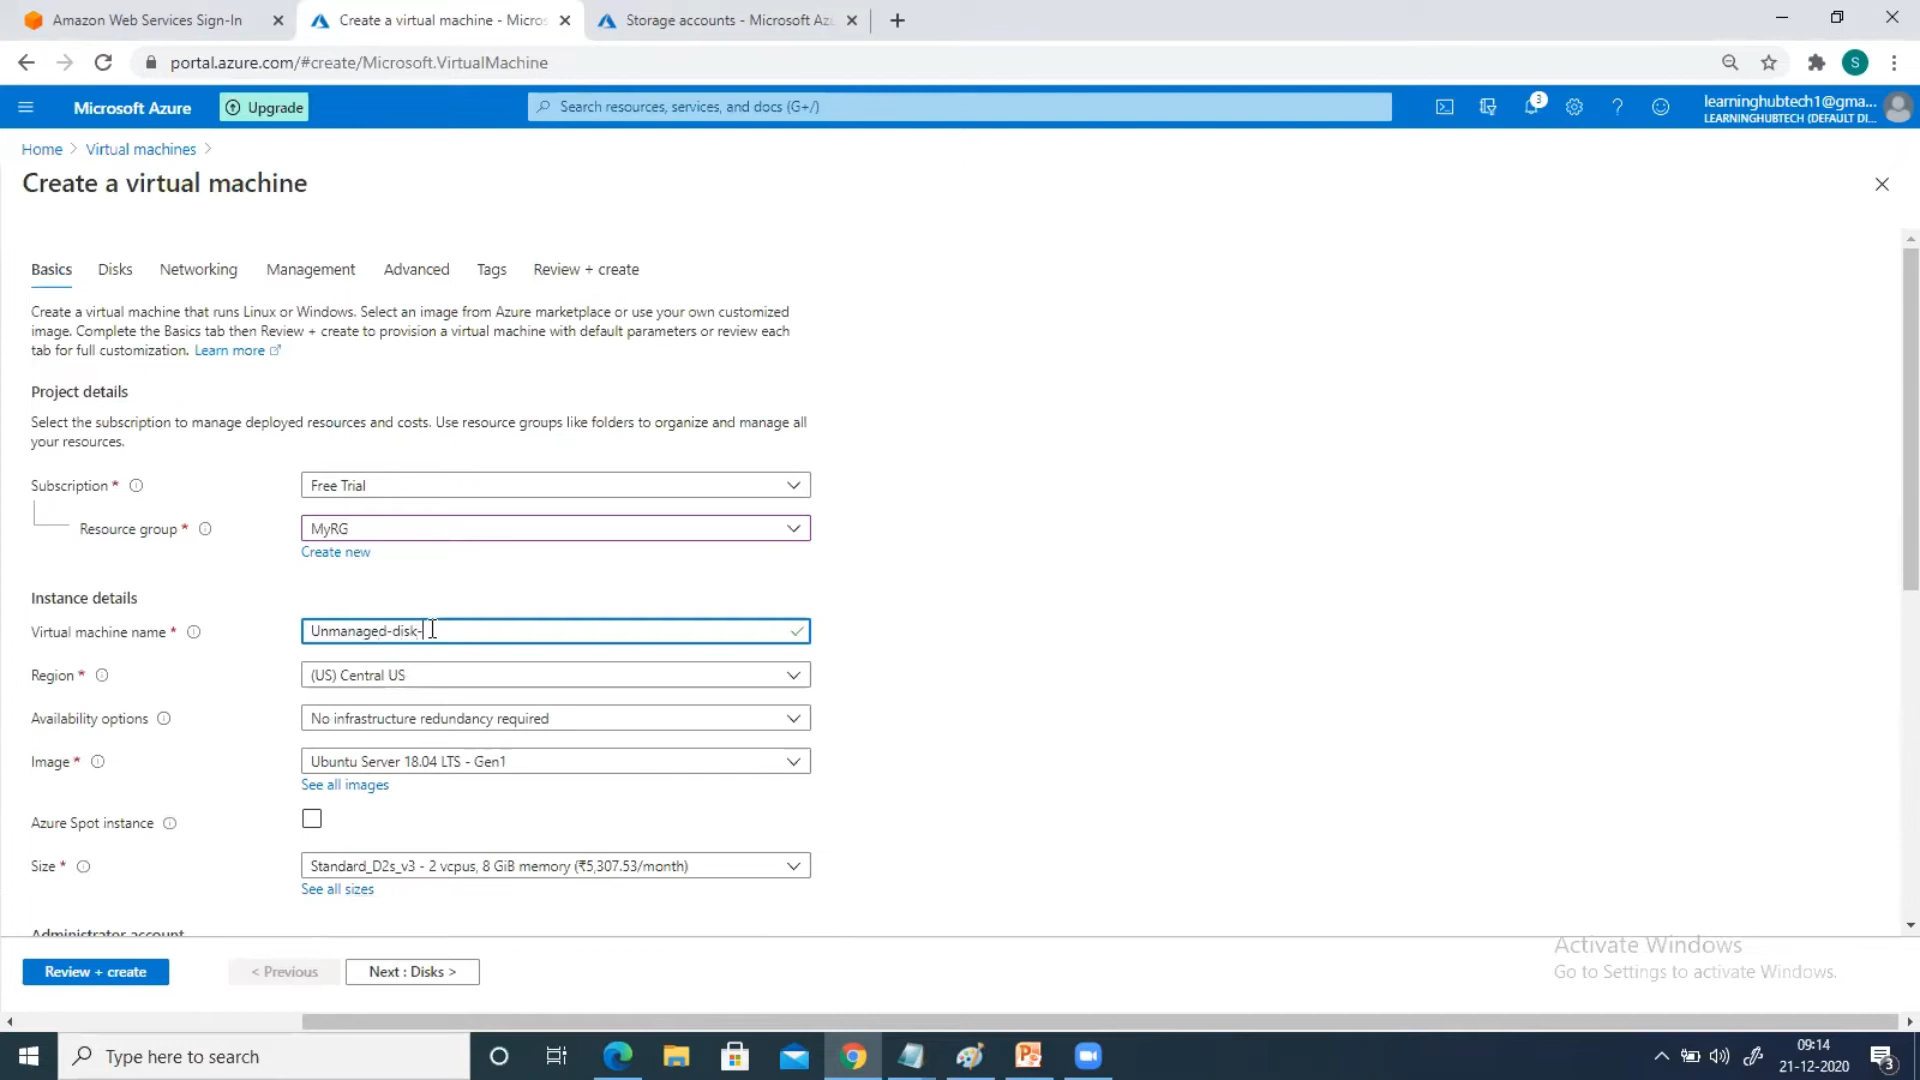 Amazon Web Services Sign-In
Create a virtual machine - Micros
Storage accounts - Microsoft Az
portal.azure.com/#create/Microsoft.VirtualMachine
S
Microsoft Azure
Upgrade
Search resources, services, and docs (G+/)
3
learninghubtech1@gma...
LEARNINGHUBTECH (DEFAULT DI...
Home > Virtual machines >
Create a virtual machine
Basics Disks Networking Management Advanced Tags Review + create
Create a virtual machine that runs Linux or Windows. Select an image from Azure marketplace or use your own customized
image. Complete the Basics tab then Review + create to provision a virtual machine with default parameters or review each
tab for full customization. Learn more
Project details
Select the subscription to manage deployed resources and costs. Use resource groups like folders to organize and manage all
your resources.
Subscription *
Free Trial
Resource group *
MyRG
Create new
Instance details
Virtual machine name *
Unmanaged-disk-
Region *
(US) Central US
Availability options
No infrastructure redundancy required
Image *
Ubuntu Server 18.04 LTS - Gen1
See all images
Azure Spot instance
Size *
Standard_D2s_v3 - 2 vcpus, 8 GiB memory (₹5,307.53/month)
See all sizes
Administrator account
Review + create
< Previous
Next : Disks >
Activate Windows
Go to Settings to activate Windows.
Type here to search
09:14
21-12-2020
3